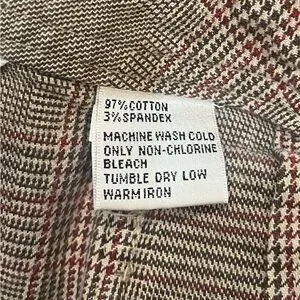 97% COTTON
3% SPANDEX
MACHINE WASH COLD
ONLY NON-CHLORINE
BLEACH
TUMBLE DRY LOW
WARM IRON